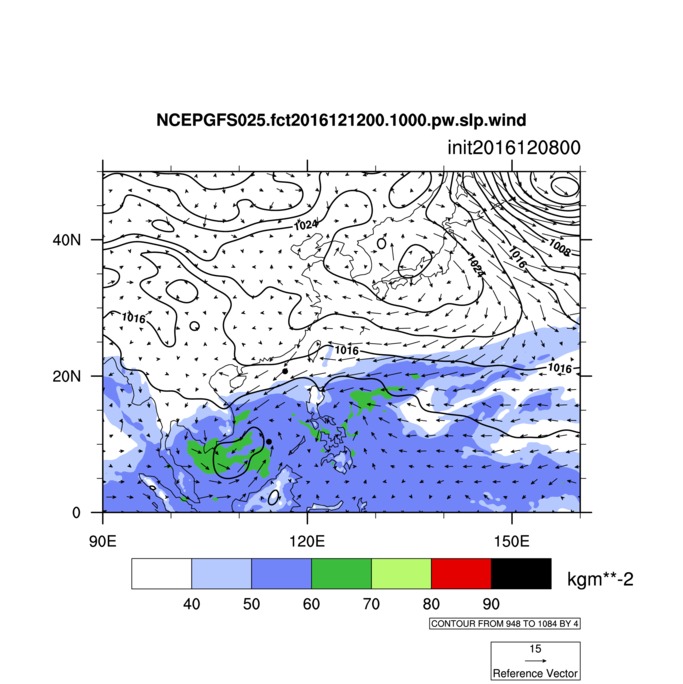 NCEPGFS025.fct2016121200.1000.pw.slp.wind
init2016120800
1024
40N
1008
1016
1024
1016
1016
1016
20N
0
90E 120E 150E
kgm**-2
40 50 60 70 80 90
CONTOUR FROM 948 TO 1084 BY 4
15
Reference Vector